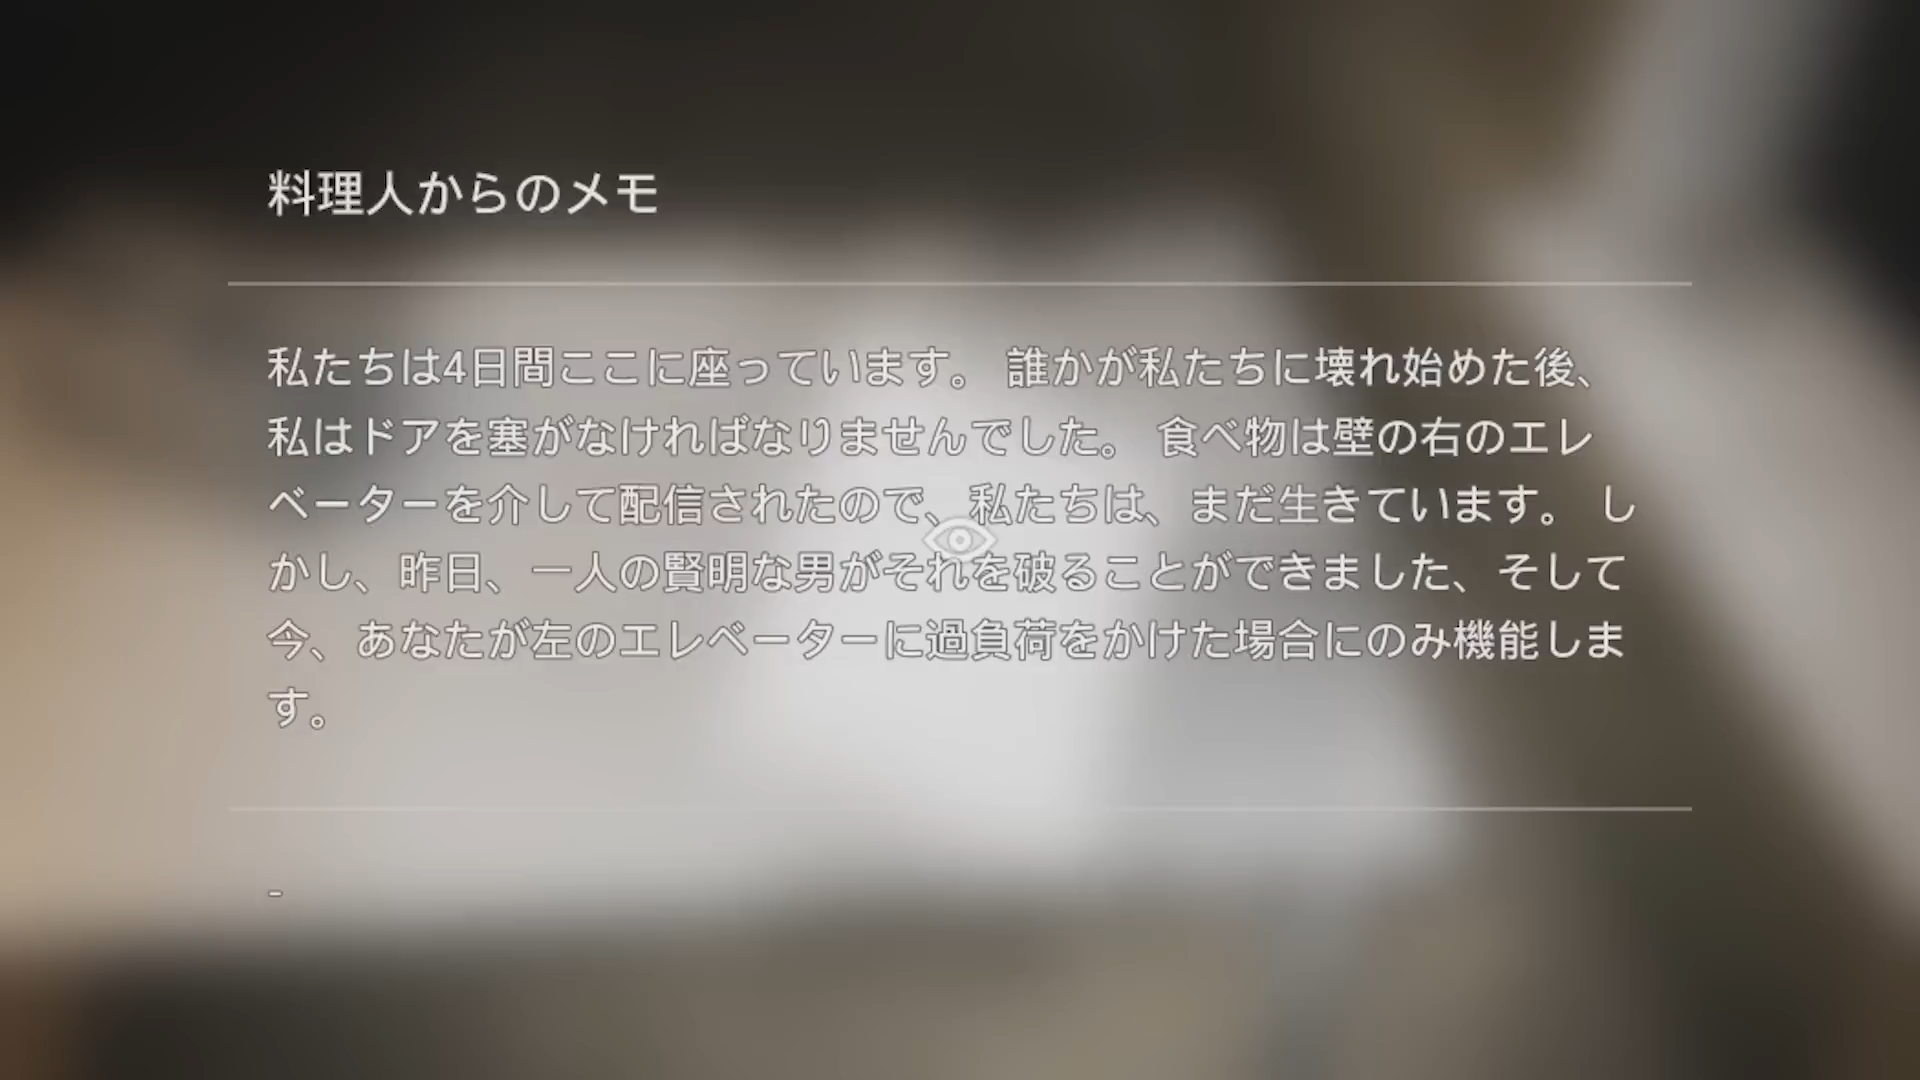 料理人からのメモ
私たちは4日間ここに座っています。 誰かが私たちに壊れ始めた後、
私はドアを塞がなければなりませんでした。 食べ物は壁の右のエレ
ベーターを介して配信されたので、私たちは、まだ生きています。 し
かし、昨日、一人の賢明な男がそれを破ることができました、そして
今、あなたが左のエレベーターに過負荷をかけた場合にのみ機能しま
す。
-